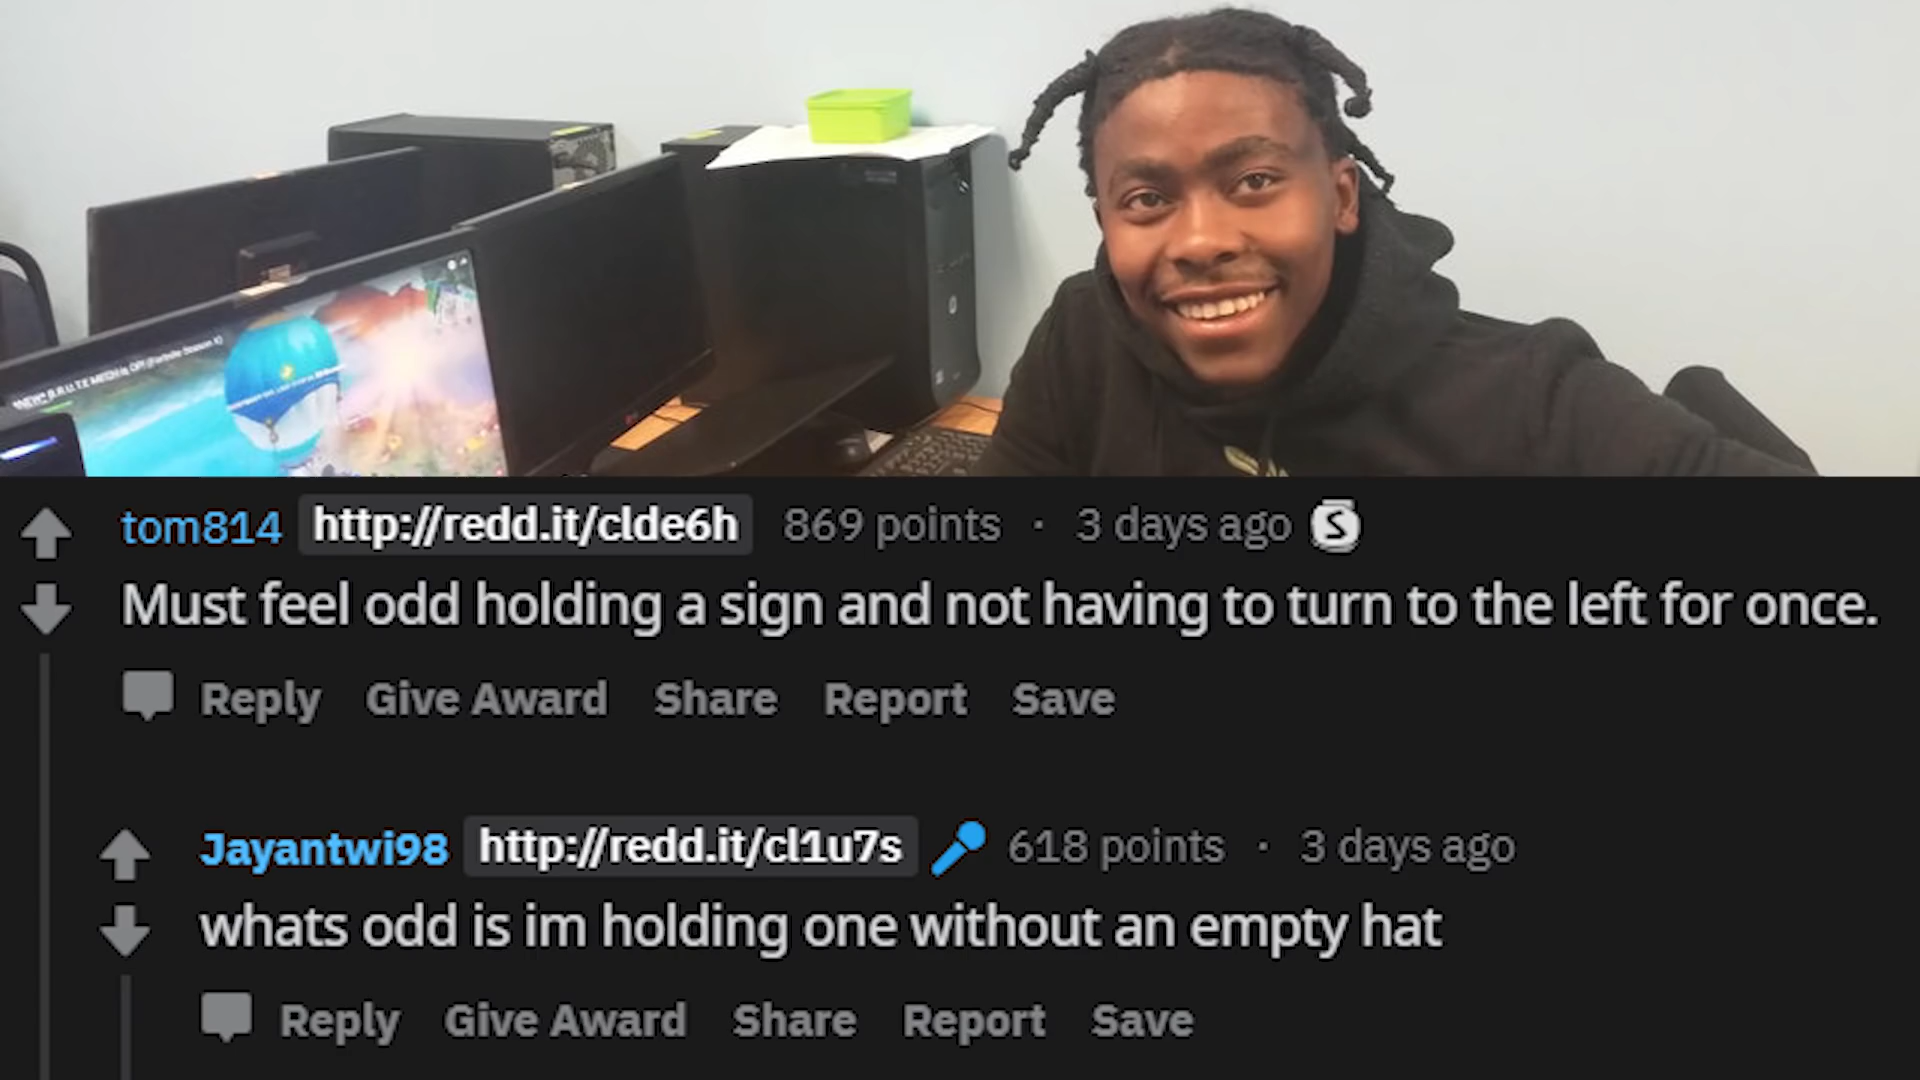 tom814 http://redd.it/clde6h 869 points · 3 days ago S
Must feel odd holding a sign and not having to turn to the left for once.
Reply Give Award Share Report Save
Jayantwi98 http://redd.it/cl1u7s 618 points · 3 days ago
whats odd is im holding one without an empty hat
Reply Give Award Share Report Save